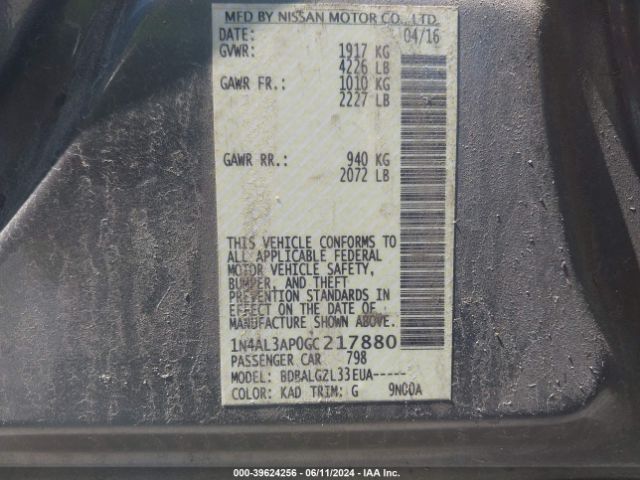 MFD BY NISSAN MOTOR CO., LTD.
DATE: 04/16
GVWR: 1917 KG
4226 LB
GAWR FR.: 1010 KG
2227 LB
GAWR RR.: 940 KG
2072 LB
THIS VEHICLE CONFORMS TO
ALL APPLICABLE FEDERAL
MOTOR VEHICLE SAFETY,
BUMPER, AND THEFT
PREVENTION STANDARDS IN
EFFECT ON THE DATE OF
MANUFACTURE SHOWN ABOVE.
1N4AL3AP0GC217880
PASSENGER CAR 798
MODEL: BDBALG2L33EUA-----
COLOR: KAD TRIM: G 9N00A
000-39624256 - 06/11/2024 - IAA Inc.